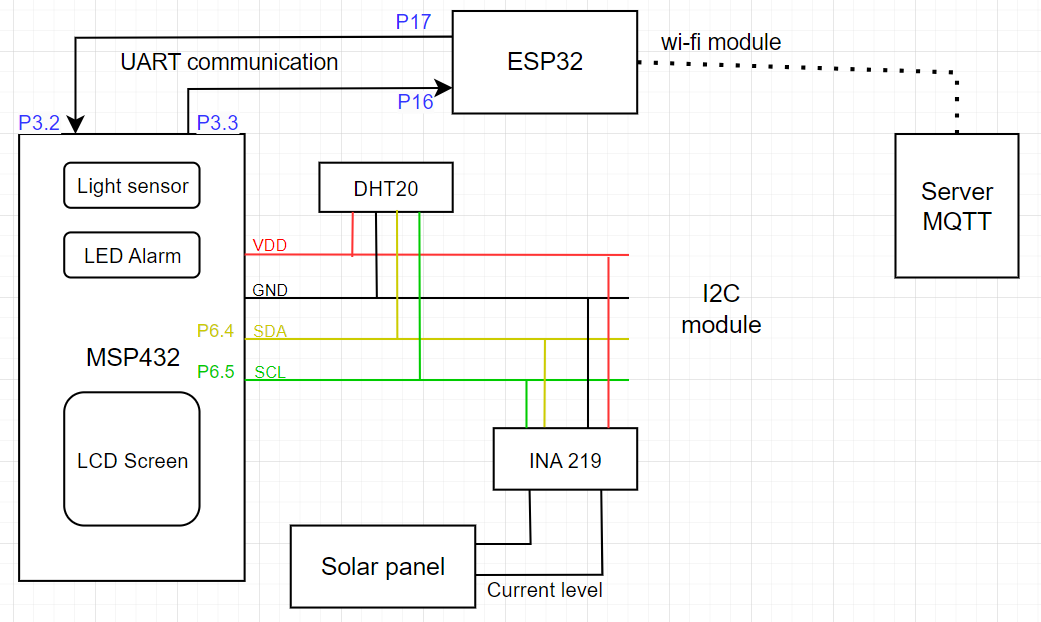 P17
ESP32
wi-fi module
UART communication
P16
P3.2
P3.3
Light sensor
DHT20
Server
MQTT
LED Alarm
VDD
GND
I2C
module
P6.4
SDA
MSP432
P6.5
SCL
LCD Screen
INA 219
Solar panel
Current level